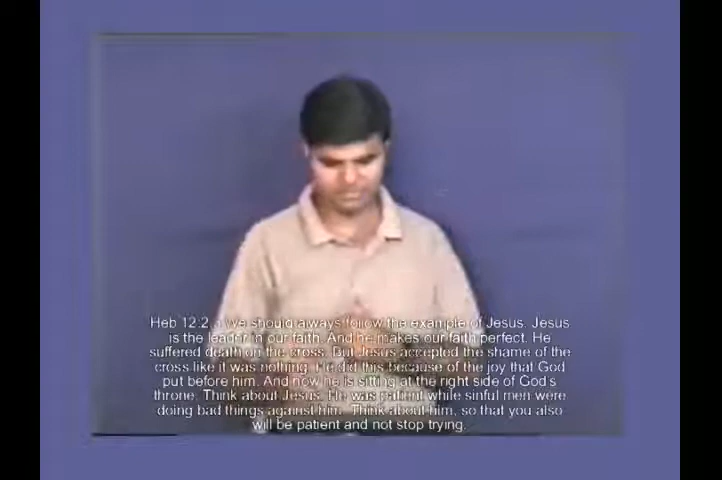 Heb 12:2,3 We should always follow the example of Jesus. Jesus
is the leader in our faith. And he makes our faith perfect. He
suffered death on the cross. But Jesus accepted the shame of the
cross like it was nothing. He did this because of the joy that God
put before him. And now he is sitting at the right side of God's
throne. Think about Jesus. He was patient while sinful men were
doing bad things against him. Think about him, so that you also
will be patient and not stop trying.